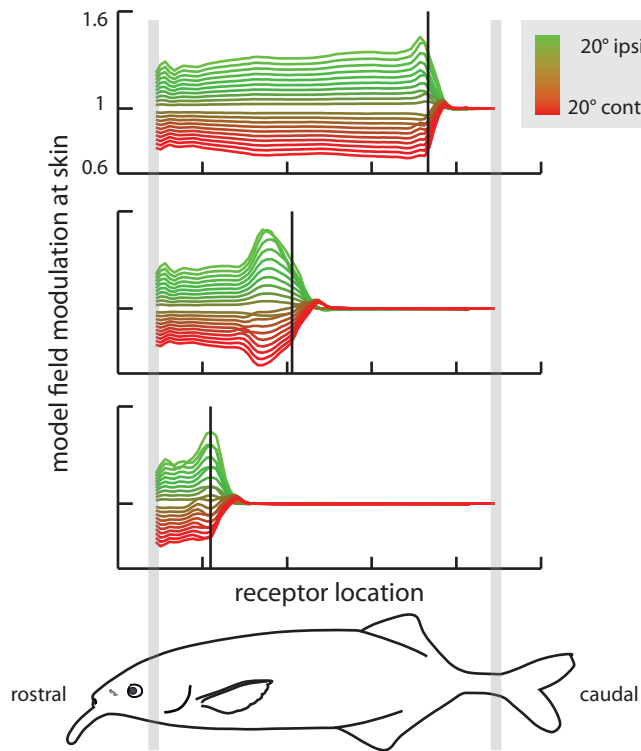 1.6
1
0.6
20° ipsi
20° cont
model field modulation at skin
receptor location
rostral
caudal